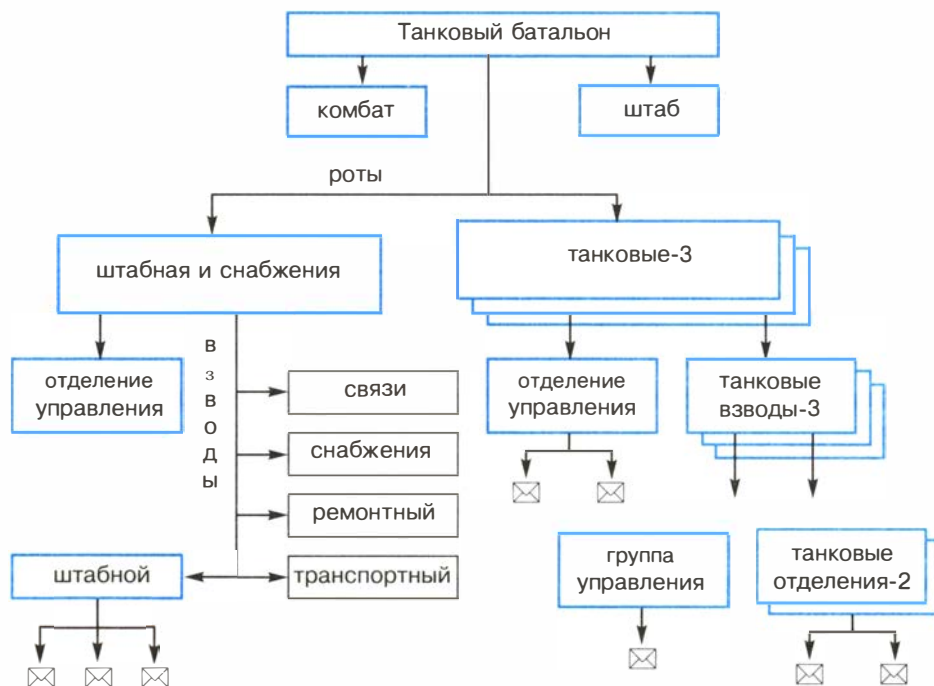 Танковый батальон
комбат
штаб
роты
штабная и снабжения
танковые-3
взводы
отделение
управления
связи
снабжения
ремонтный
транспортный
штабной
отделение
управления
танковые
взводы-3
группа
управления
танковые
отделения-2